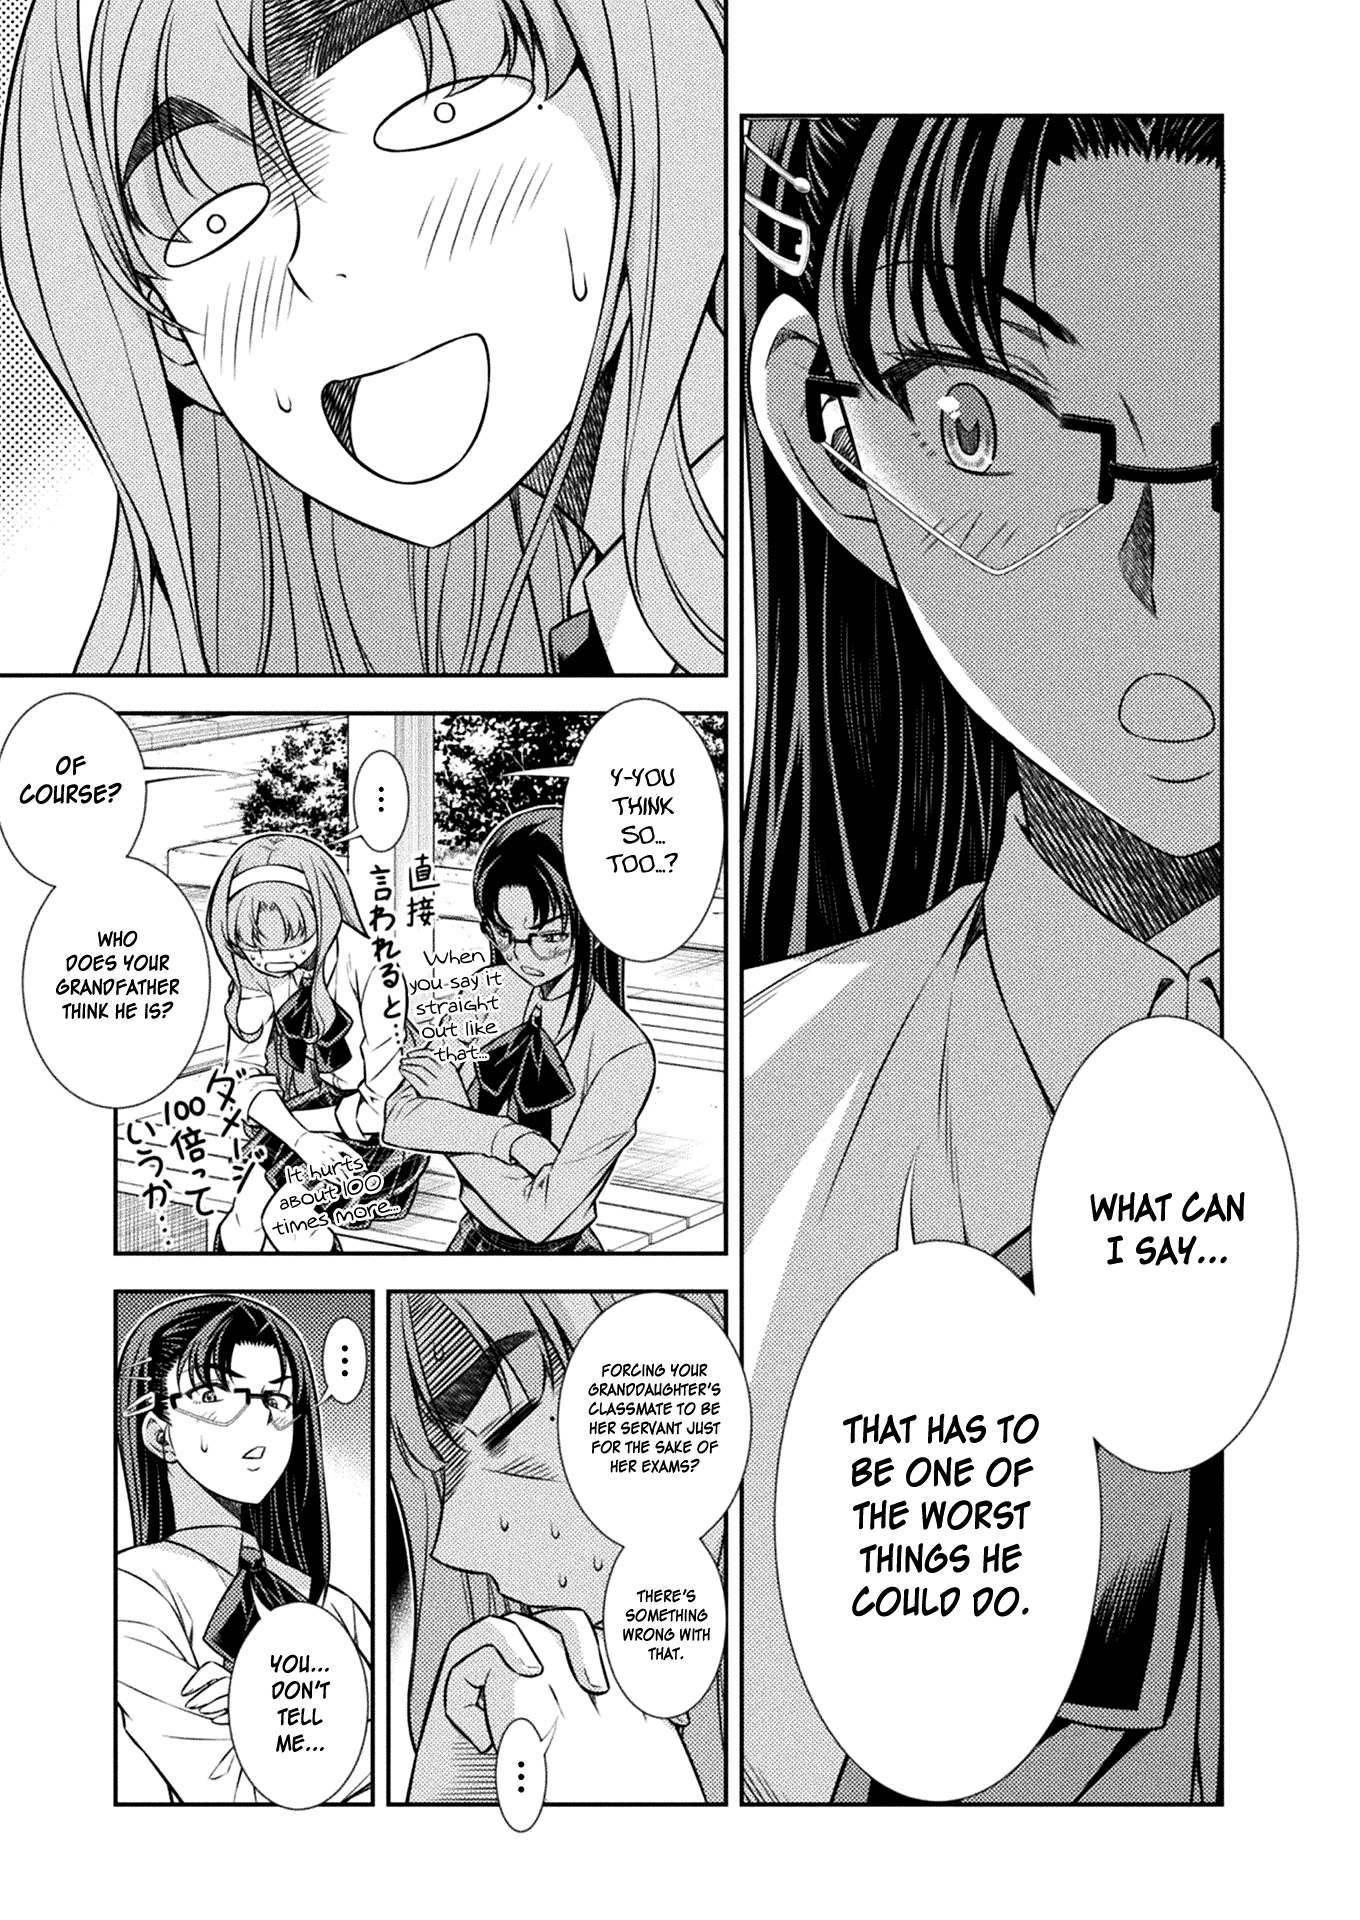 WHAT CAN
I SAY...
THAT HAS TO
BE ONE OF
THE WORST
THINGS HE
COULD DO.
Y-YOU
THINK
SO...
TOO...?
直接
言われると...
When
you say it
straight
out like
that...
...
OF
COURSE?
WHO
DOES YOUR
GRANDFATHER
THINK HE IS?
ダメージ
100倍って
いうか......
It hurts
about 100
times more...
FORCING YOUR
GRANDDAUGHTER'S
CLASSMATE TO BE
HER SERVANT JUST
FOR THE SAKE OF
HER EXAMS?
THERE'S
SOMETHING
WRONG WITH
THAT.
...
...
YOU...
DON'T
TELL
ME...